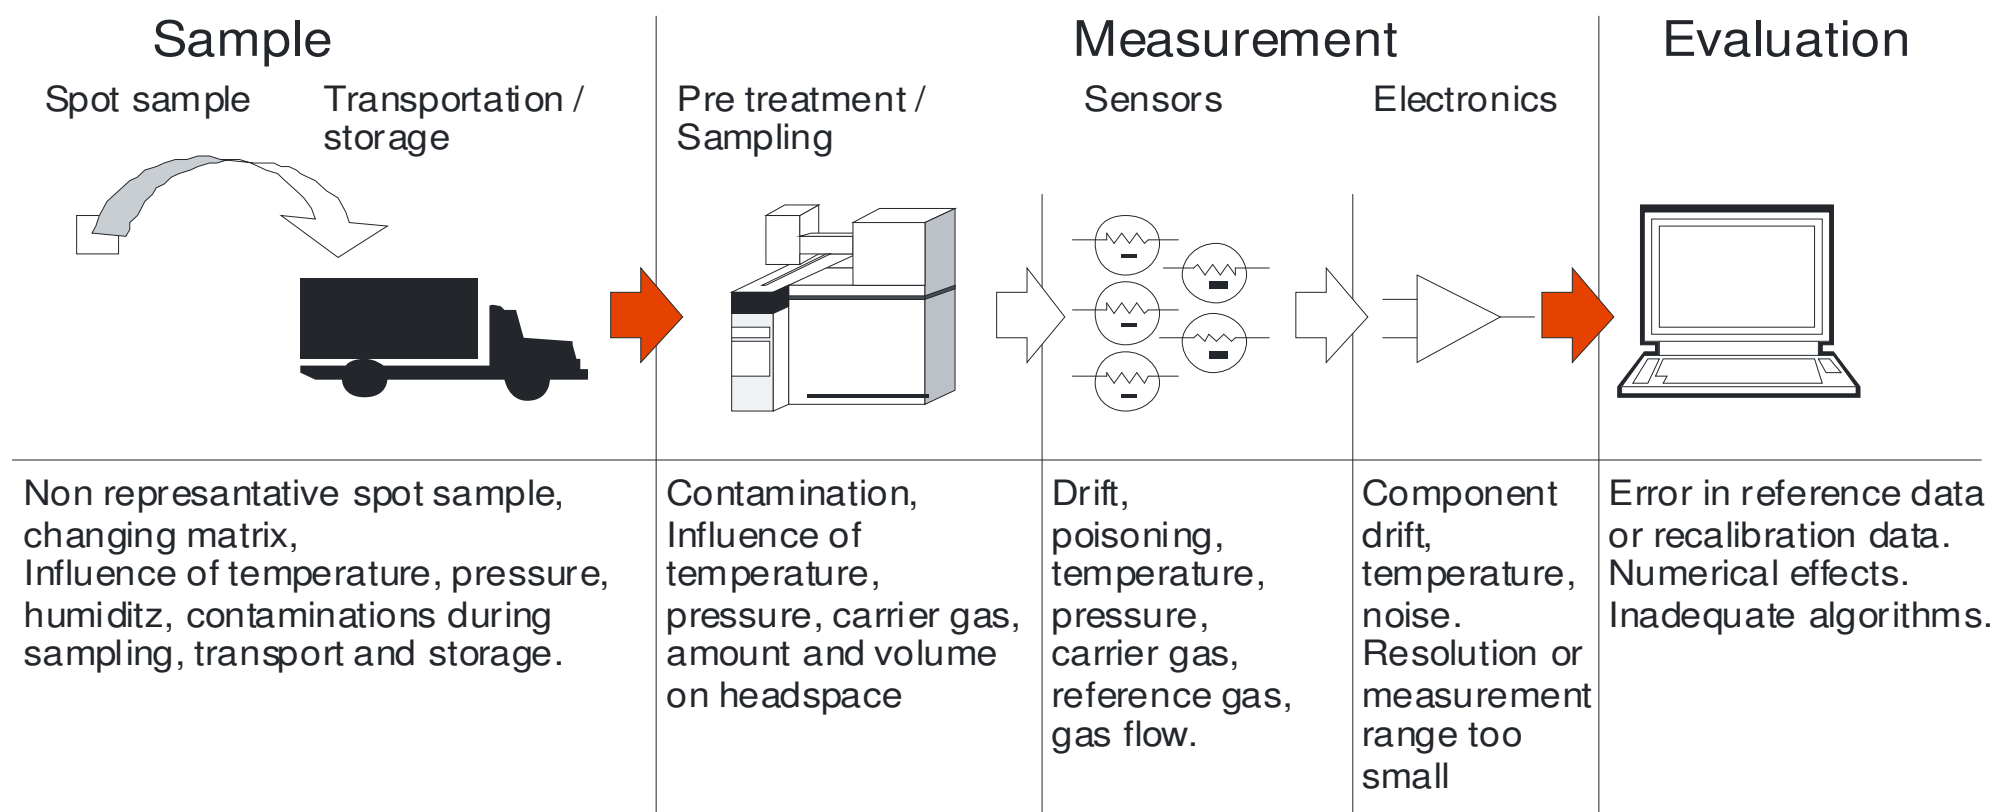 Sample
Measurement
Evaluation
Spot sample
Transportation /
storage
Pre treatment /
Sampling
Sensors
Electronics
Non represantative spot sample,
changing matrix,
Influence of temperature, pressure,
humiditz, contaminations during
sampling, transport and storage.
Contamination,
Influence of
temperature,
pressure, carrier gas,
amount and volume
on headspace
Drift,
poisoning,
temperature,
pressure,
carrier gas,
reference gas,
gas flow.
Component
drift,
temperature,
noise.
Resolution or
measurement
range too
small
Error in reference data
or recalibration data.
Numerical effects.
Inadequate algorithms.